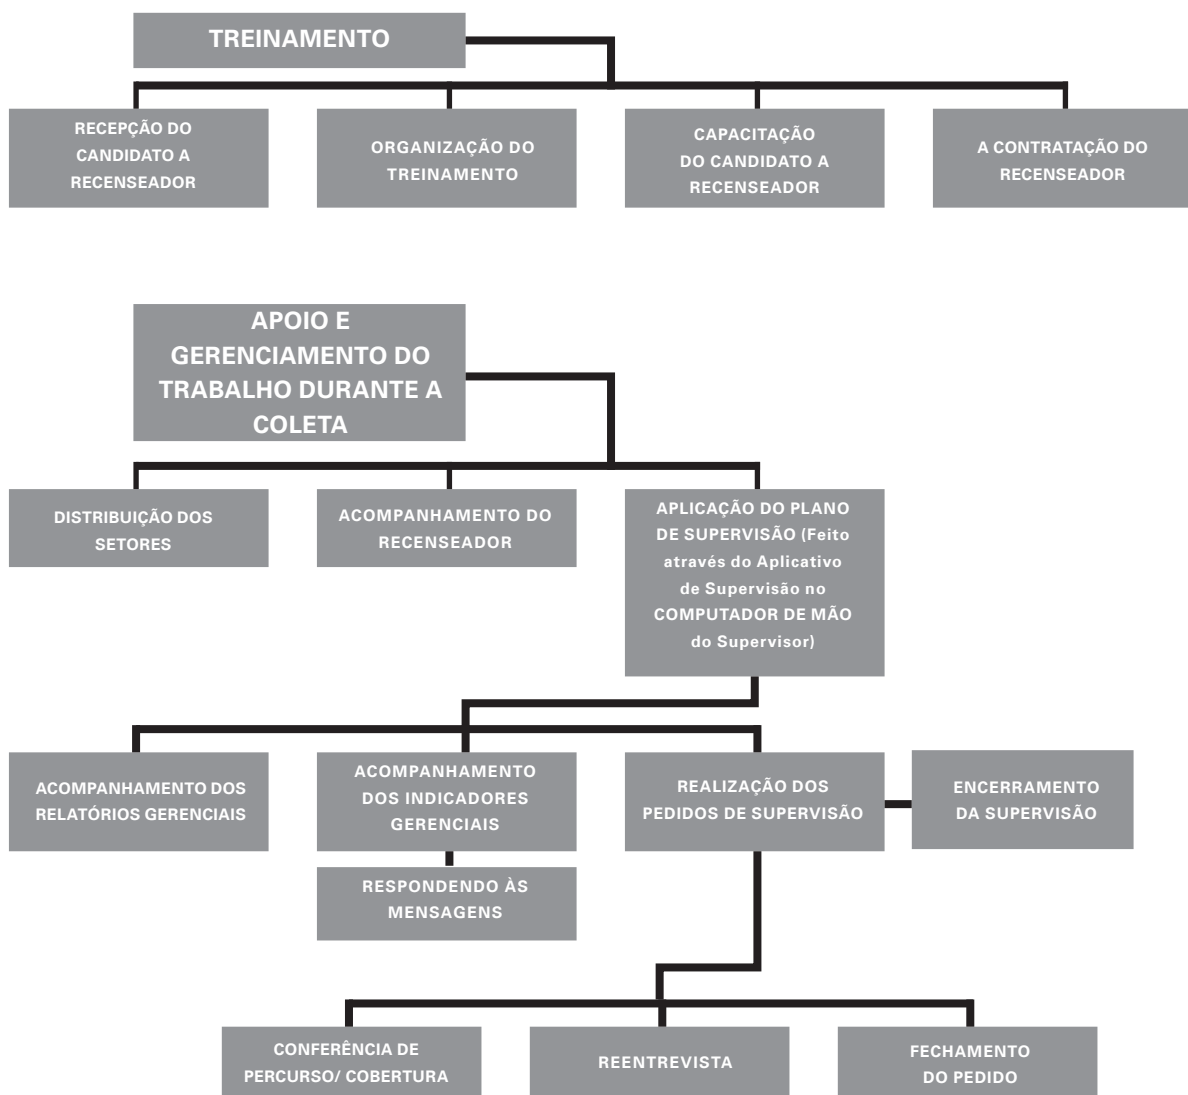 TREINAMENTO
RECEPÇÃO DO
CANDIDATO A
RECENSEADOR
ORGANIZAÇÃO DO
TREINAMENTO
CAPACITAÇÃO
DO CANDIDATO A
RECENSEADOR
A CONTRATAÇÃO DO
RECENSEADOR
APOIO E
GERENCIAMENTO DO
TRABALHO DURANTE A
COLETA
DISTRIBUIÇÃO DOS
SETORES
ACOMPANHAMENTO DO
RECENSEADOR
APLICAÇÃO DO PLANO
DE SUPERVISÃO (Feito
através do Aplicativo
de Supervisão no
COMPUTADOR DE MÃO
do Supervisor)
ACOMPANHAMENTO DOS
RELATÓRIOS GERENCIAIS
ACOMPANHAMENTO
DOS INDICADORES
GERENCIAIS
REALIZAÇÃO DOS
PEDIDOS DE SUPERVISÃO
ENCERRAMENTO
DA SUPERVISÃO
RESPONDENDO ÀS
MENSAGENS
CONFERÊNCIA DE
PERCURSO/ COBERTURA
REENTREVISTA
FECHAMENTO
DO PEDIDO